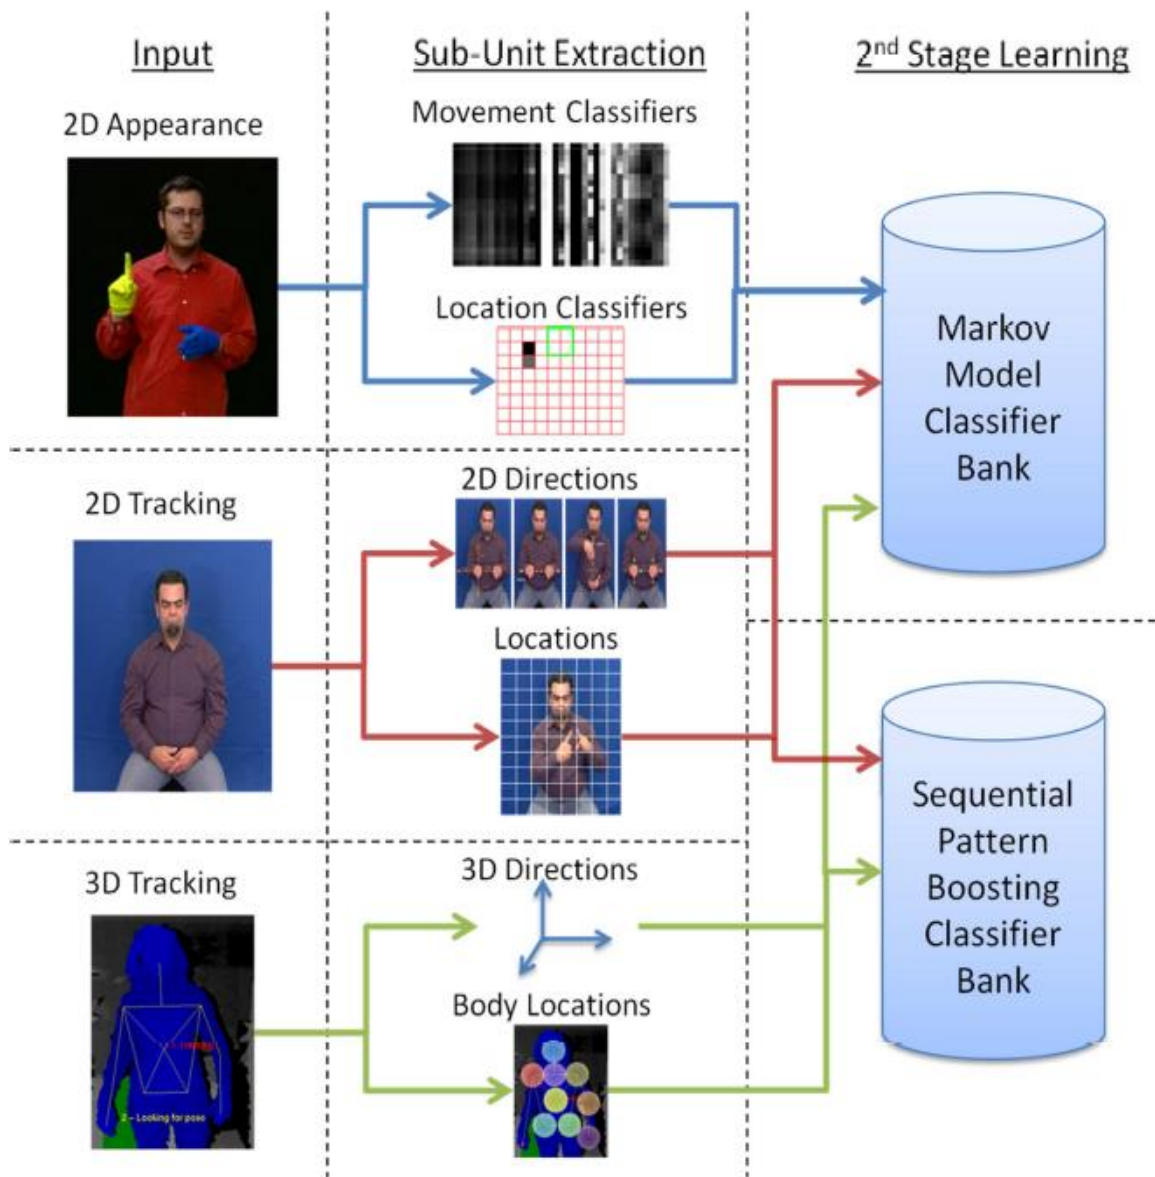 Input
Sub-Unit Extraction
2nd Stage Learning
2D Appearance
Movement Classifiers
Location Classifiers
Markov
Model
Classifier
Bank
2D Tracking
2D Directions
Locations
Sequential
Pattern
Boosting
Classifier
Bank
3D Tracking
3D Directions
Body Locations
2 - Looking for pose